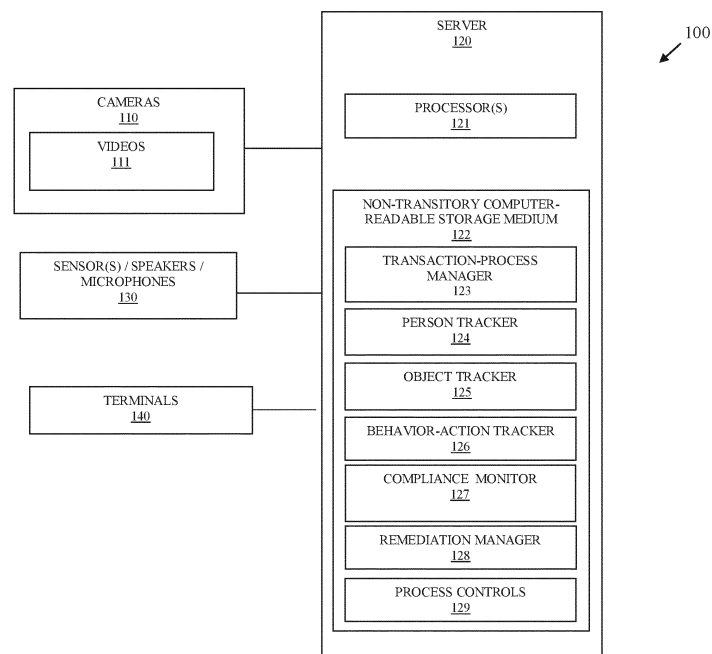 100
SERVER
120
PROCESSOR(S)
121
CAMERAS
110
VIDEOS
111
SENSOR(S) / SPEAKERS /
MICROPHONES
130
TERMINALS
140
NON-TRANSITORY COMPUTER-
READABLE STORAGE MEDIUM
122
TRANSACTION-PROCESS
MANAGER
123
PERSON TRACKER
124
OBJECT TRACKER
125
BEHAVIOR-ACTION TRACKER
126
COMPLIANCE MONITOR
127
REMEDIATION MANAGER
128
PROCESS CONTROLS
129